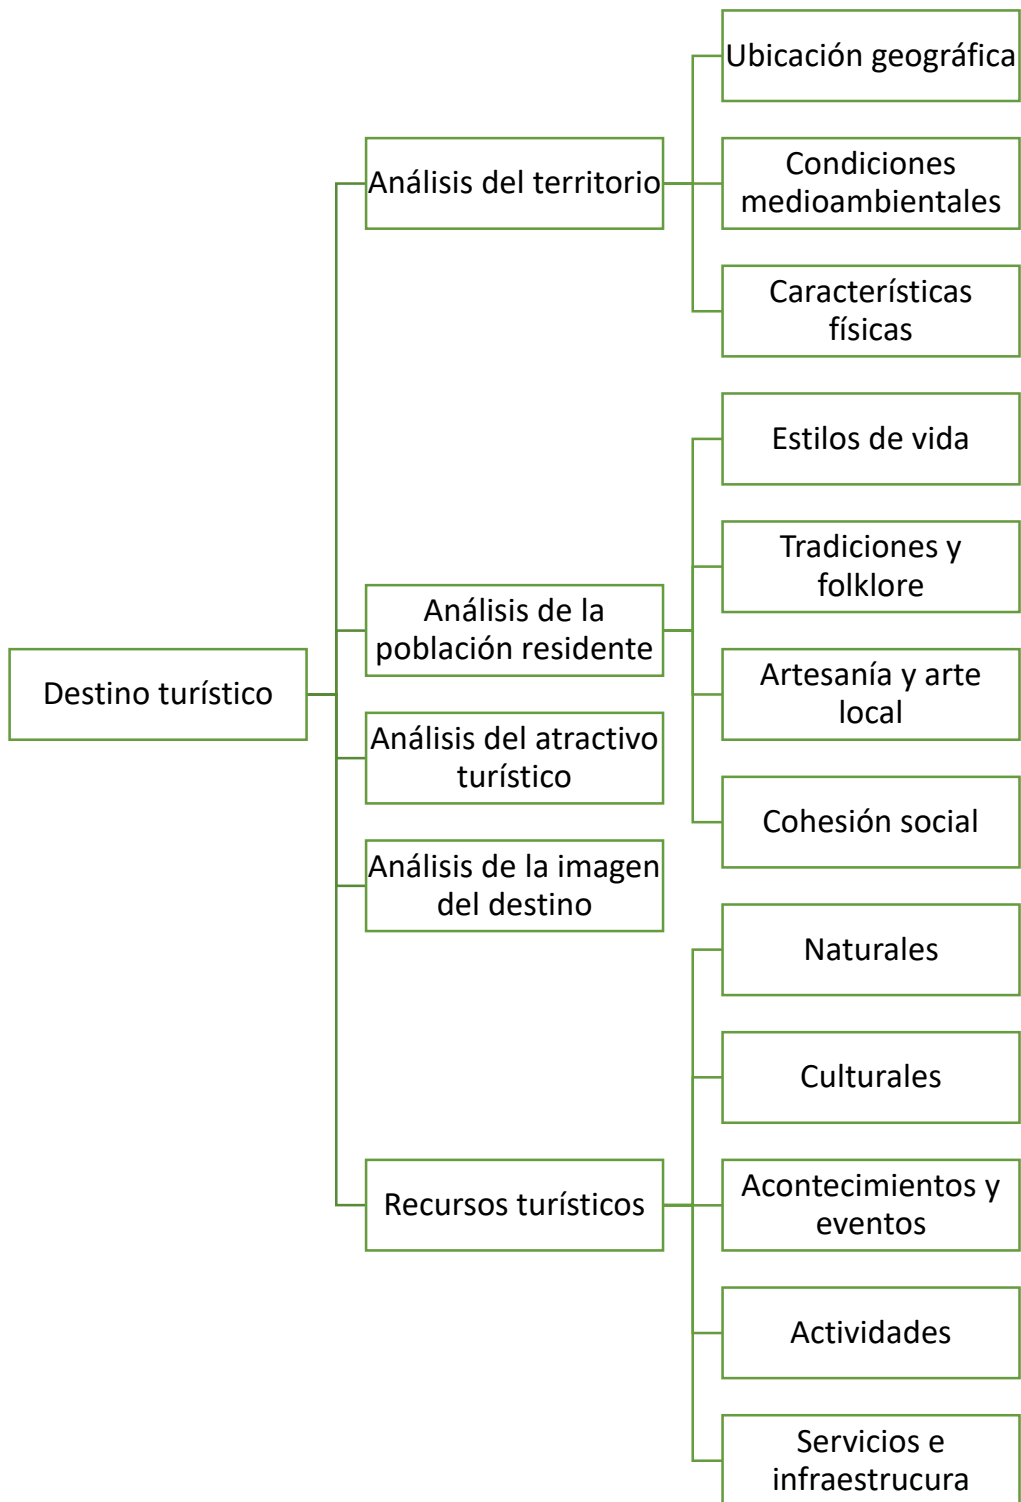 Destino turístico
Análisis del territorio
Ubicación geográfica
Condiciones
medioambientales
Características
físicas
Análisis de la
población residente
Estilos de vida
Tradiciones y
folklore
Artesanía y arte
local
Cohesión social
Análisis del atractivo
turístico
Análisis de la imagen
del destino
Recursos turísticos
Naturales
Culturales
Acontecimientos y
eventos
Actividades
Servicios e
infraestrucura